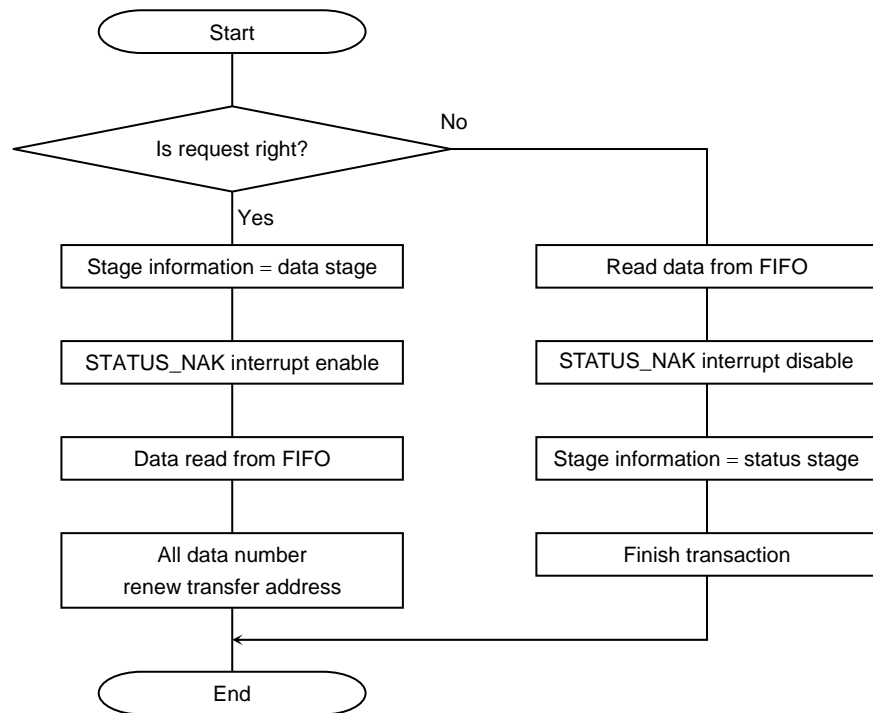 Start
Is request right?
No
Yes
Stage information = data stage
Read data from FIFO
STATUS_NAK interrupt enable
STATUS_NAK interrupt disable
Data read from FIFO
Stage information = status stage
All data number
renew transfer address
Finish transaction
End